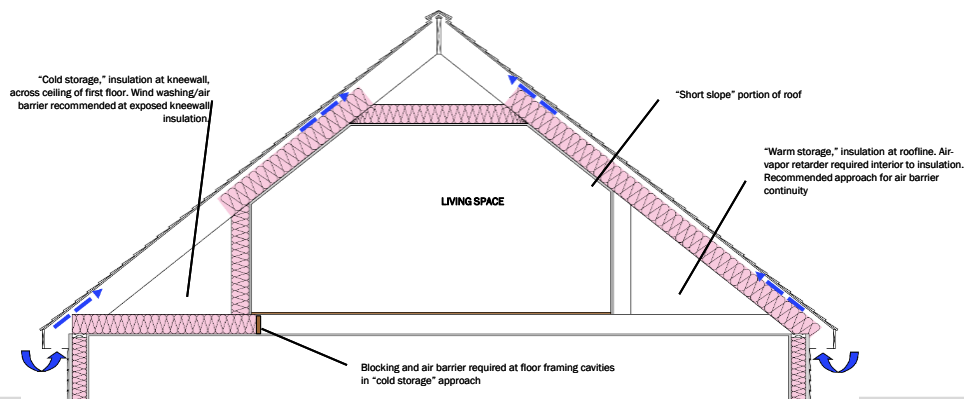 “Cold storage,” insulation at kneewall,
across ceiling of first floor. Wind washing/air
barrier recommended at exposed kneewall
insulation.
“Short slope” portion of roof
“Warm storage,” insulation at roofline. Air-
vapor retarder required interior to insulation.
Recommended approach for air barrier
continuity
LIVING SPACE
Blocking and air barrier required at floor framing cavities
in “cold storage” approach